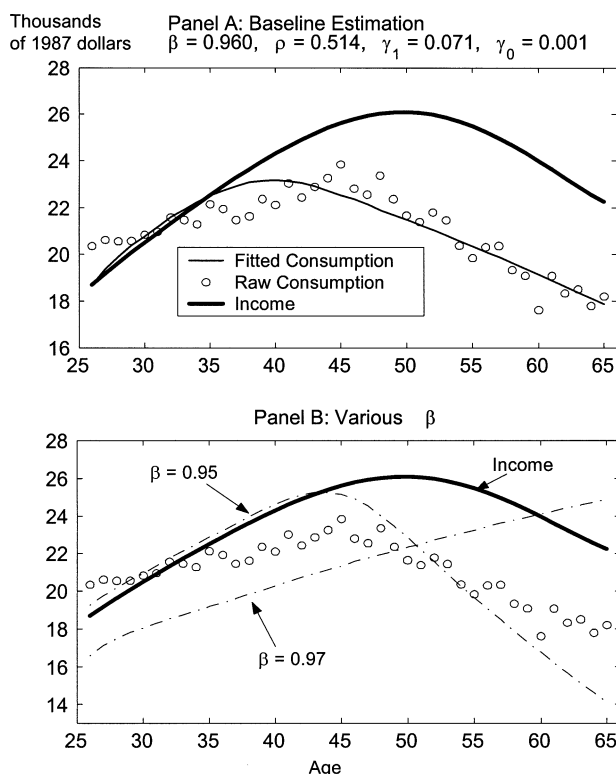 Thousands
of 1987 dollars
Panel A: Baseline Estimation
β = 0.960, ρ = 0.514, γ1 = 0.071, γ0 = 0.001
28
26
24
22
20
18
16
Fitted Consumption
Raw Consumption
Income
25 30 35 40 45 50 55 60 65
Panel B: Various β
28
26
24
22
20
18
16
14
β = 0.95
Income
β = 0.97
25 30 35 40 45 50 55 60 65
Age